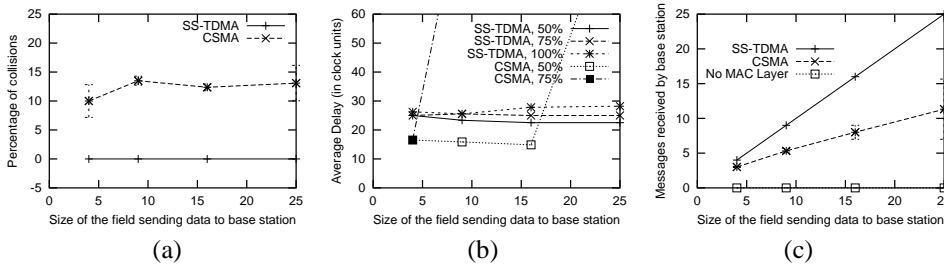 Percentage of collisions
25
20
15
10
5
0
-5
0 5 10 15 20 25
SS-TDMA
CSMA
Size of the field sending data to base station
(a)
Average Delay (in clock units)
60
50
40
30
20
10
0
0 5 10 15 20 25
SS-TDMA, 50%
SS-TDMA, 75%
SS-TDMA, 100%
CSMA, 50%
CSMA, 75%
Size of the field sending data to base station
(b)
Messages received by base station
25
20
15
10
5
0
0 5 10 15 20 25
SS-TDMA
CSMA
No MAC Layer
Size of the field sending data to base station
(c)